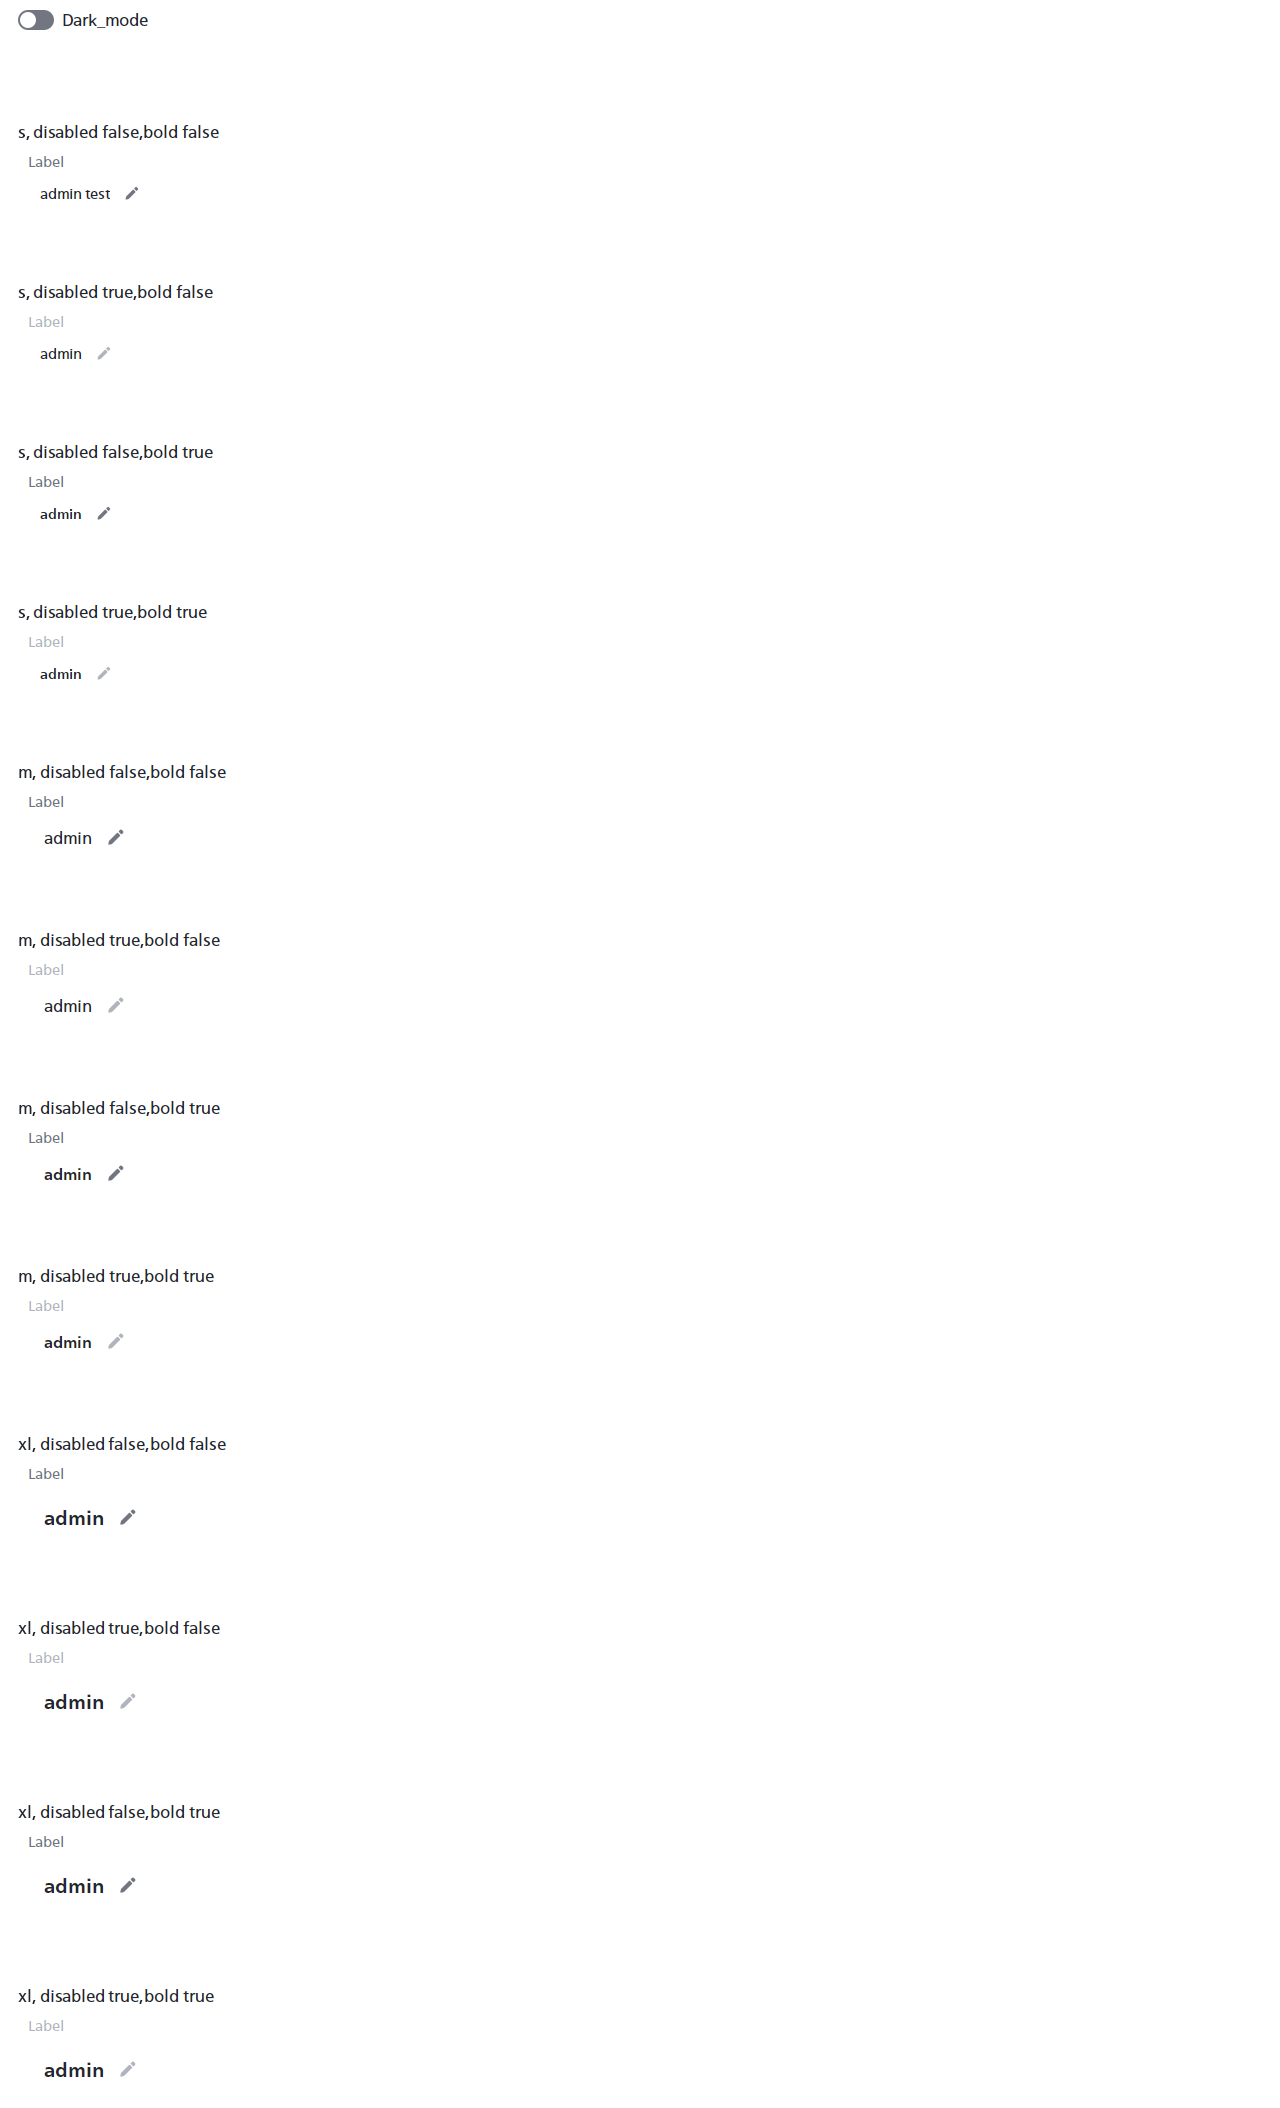 Dark_mode
s, disabled false,bold false
Label
admin test
s, disabled true,bold false
Label
admin
s, disabled false,bold true
Label
admin
s, disabled true,bold true
Label
admin
m, disabled false,bold false
Label
admin
m, disabled true,bold false
Label
admin
m, disabled false,bold true
Label
admin
m, disabled true,bold true
Label
admin
xl, disabled false,bold false
Label
admin
xl, disabled true,bold false
Label
admin
xl, disabled false,bold true
Label
admin
xl, disabled true,bold true
Label
admin